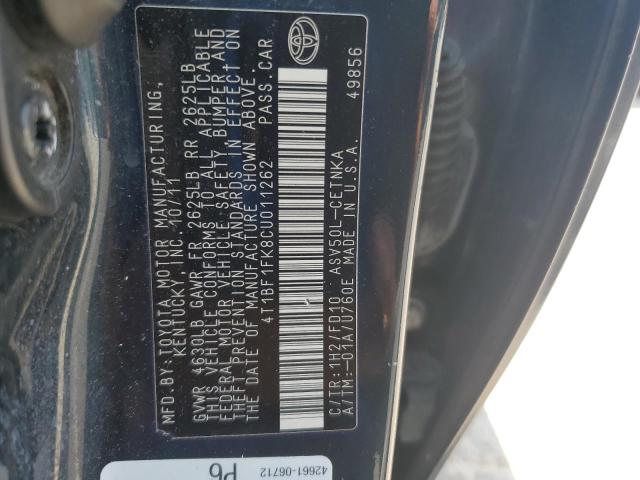 MFD.BY:TOYOTA MOTOR MANUFACTURING,
KENTUCKY, INC. 10/11
GVWR 4630LB GAWR FR 2625LB RR 2625LB
THIS VEHICLE CONFORMS TO ALL APPLICABLE
FEDERAL MOTOR VEHICLE SAFETY, BUMPER, AND
THEFT PREVENTION STANDARDS IN EFFECT ON
THE DATE OF MANUFACTURE SHOWN ABOVE.
4T1BF1FK8CU011262 PASS.CAR
C/TR:1H2/FD10 ASV50L-CETNKA
A/TM:-01A/U760E MADE IN U.S.A.
49856
42661-06712
P6